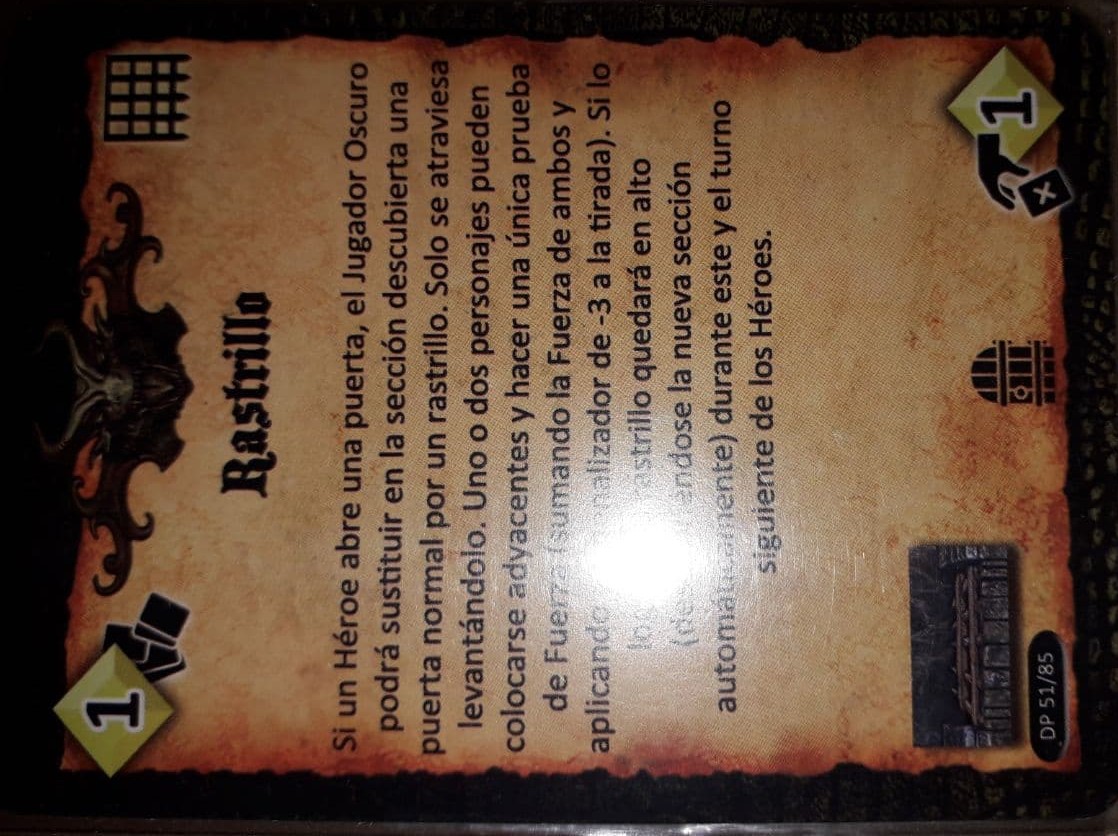 1
Rastrillo
Si un Héroe abre una puerta, el Jugador Oscuro
podrá sustituir en la sección descubierta una
puerta normal por un rastrillo. Solo se atraviesa
levantándolo. Uno o dos personajes pueden
colocarse adyacentes y hacer una única prueba
de Fuerza (sumando la Fuerza de ambos y
aplicando penalizador de -3 a la tirada). Si lo
rastrillo quedará en alto
la nueva sección
automáticamente) durante este y el turno
siguiente de los Héroes.
DP 51/85
1